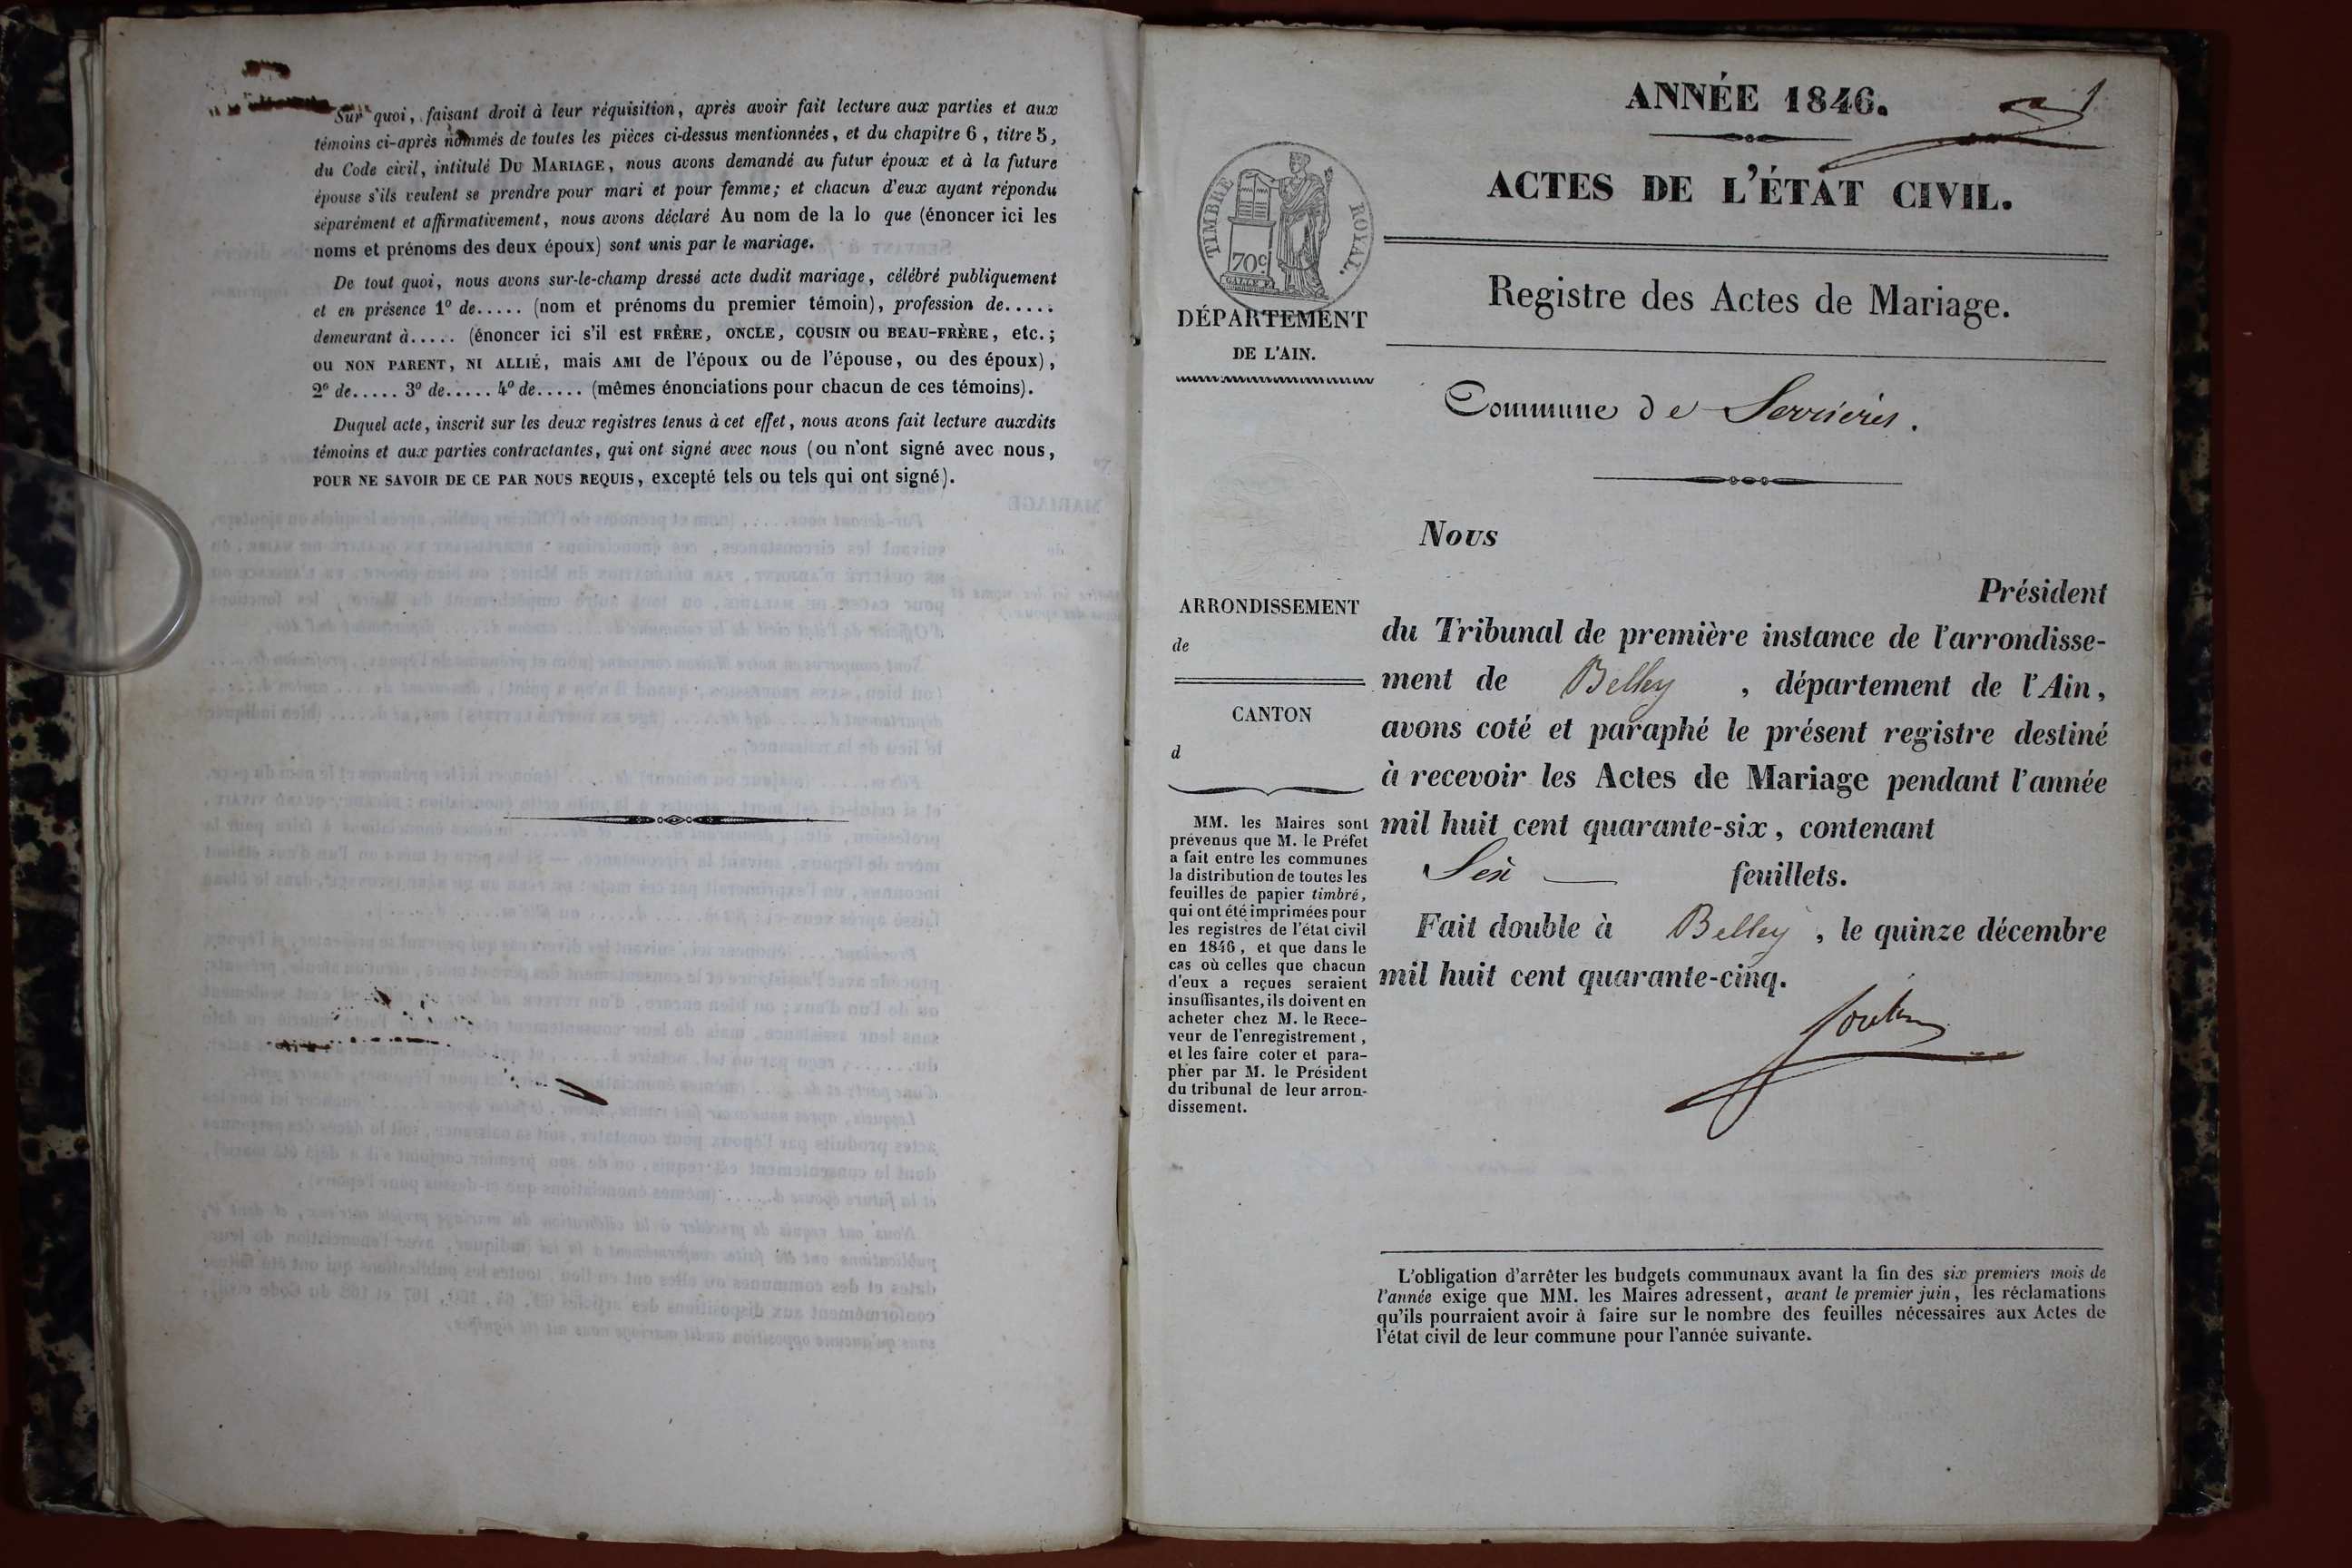 Sur quoi, faisant droit à leur réquisition, après avoir fait lecture aux parties et aux
témoins ci-après nommés de toutes les pièces ci-dessus mentionnées, et du chapitre 6, titre 5,
du Code civil, intitulé DU MARIAGE, nous avons demandé au futur époux et à la future
épouse s'ils veulent se prendre pour mari et pour femme; et chacun d'eux ayant répondu
séparément et affirmativement, nous avons déclaré Au nom de la lo que (énoncer ici les
noms et prénoms des deux époux) sont unis par le mariage.
De tout quoi, nous avons sur-le-champ dressé acte dudit mariage, célébré publiquement
et en présence 1º de..... (nom et prénoms du premier témoin), profession de.....
demeurant à..... (énoncer ici s'il est FRÈRE, ONCLE, COUSIN OU BEAU-FRÈRE, etc.;
OU NON PARENT, NI ALLIÉ, mais AMI de l'époux ou de l'épouse, ou des époux),
2º de..... 3º de..... 4º de..... (mêmes énonciations pour chacun de ces témoins).
Duquel acte, inscrit sur les deux registres tenus à cet effet, nous avons fait lecture auxdits
témoins et aux parties contractantes, qui ont signé avec nous (ou n'ont signé avec nous,
POUR NE SAVOIR DE CE PAR NOUS REQUIS, excepté tels ou tels qui ont signé).
ANNÉE 1846.
ACTES DE L'ÉTAT CIVIL.
Registre des Actes de Mariage.
TIMBRE ROYAL.
70c
DÉPARTEMENT
DE L'AIN.
Commune de Serrières.
ARRONDISSEMENT
de
CANTON
d
MM. les Maires sont
prévenus que M. le Préfet
a fait entre les communes
la distribution de toutes les
feuilles de papier timbré,
qui ont été imprimées pour
les registres de l'état civil
en 1846, et que dans le
cas où celles que chacun
d'eux a reçues seraient
insuffisantes, ils doivent en
acheter chez M. le Rece-
veur de l'enregistrement,
et les faire coter et para-
pher par M. le Président
du tribunal de leur arron-
dissement.
Nous
Président
du Tribunal de première instance de l'arrondisse-
ment de Belley, département de l'Ain,
avons coté et paraphé le présent registre destiné
à recevoir les Actes de Mariage pendant l'année
mil huit cent quarante-six, contenant
Six feuillets.
Fait double à Belley, le quinze décembre
mil huit cent quarante-cinq.
L'obligation d'arrêter les budgets communaux avant la fin des six premiers mois de
l'année exige que MM. les Maires adressent, avant le premier juin, les réclamations
qu'ils pourraient avoir à faire sur le nombre des feuilles nécessaires aux Actes de
l'état civil de leur commune pour l'année suivante.